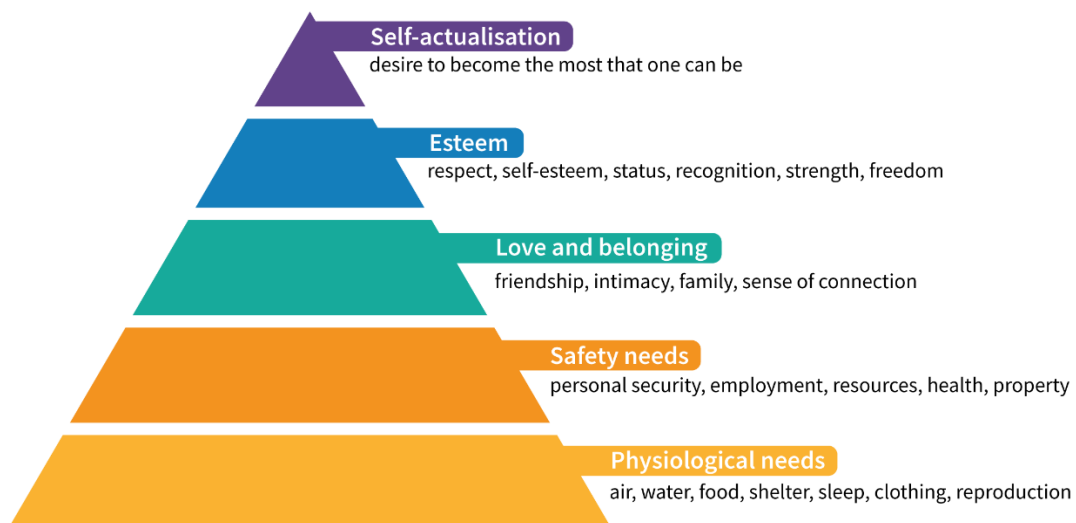 Self-actualisation
desire to become the most that one can be
Esteem
respect, self-esteem, status, recognition, strength, freedom
Love and belonging
friendship, intimacy, family, sense of connection
Safety needs
personal security, employment, resources, health, property
Physiological needs
air, water, food, shelter, sleep, clothing, reproduction